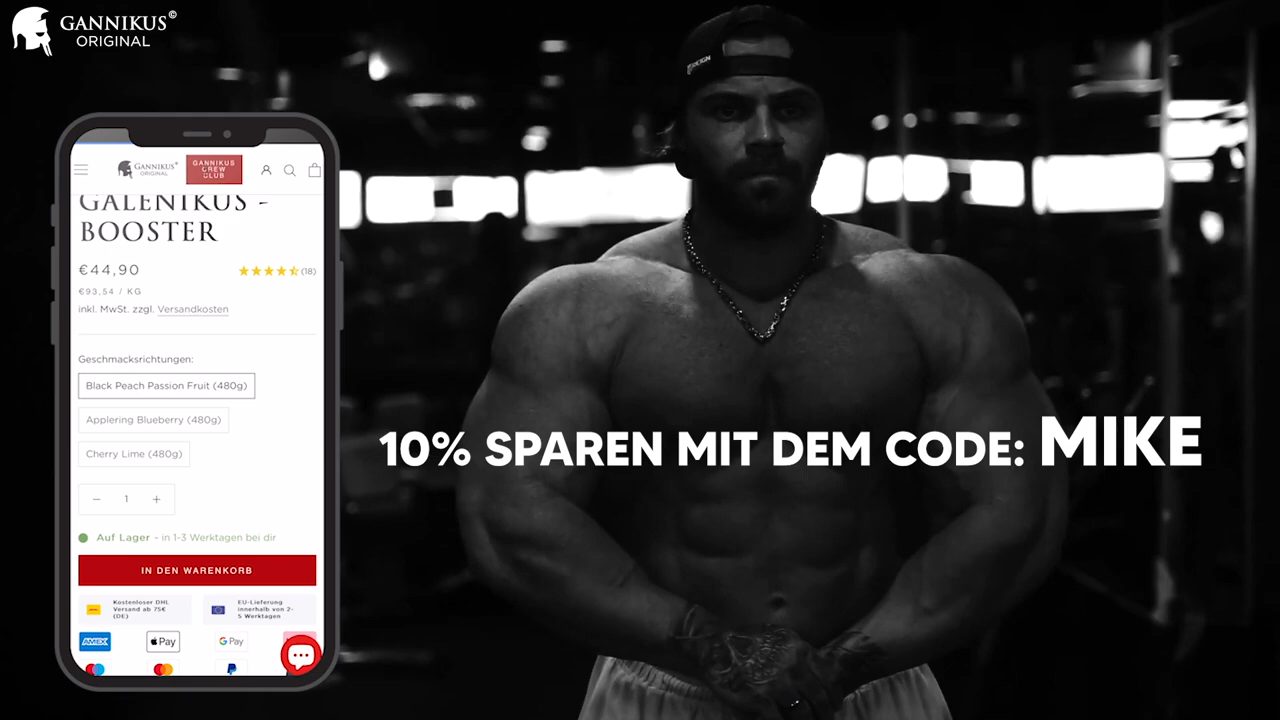 GANNIKUS©
ORIGINAL
GANNIKUS®
ORIGINAL
GANNIKUS
CREW
CLUB
GALENIKUS -
BOOSTER
€44,90
(18)
€93,54 / KG
inkl. MwSt. zzgl. Versandkosten
Geschmacksrichtungen:
Black Peach Passion Fruit (480g)
Applering Blueberry (480g)
Cherry Lime (480g)
− 1 +
Auf Lager - in 1-3 Werktagen bei dir
IN DEN WARENKORB
Kostenloser DHL
Versand ab 75€
(DE)
EU-Lieferung
innerhalb von 2-
5 Werktagen
AMEX
Pay
G Pay
10% SPAREN MIT DEM CODE: MIKE